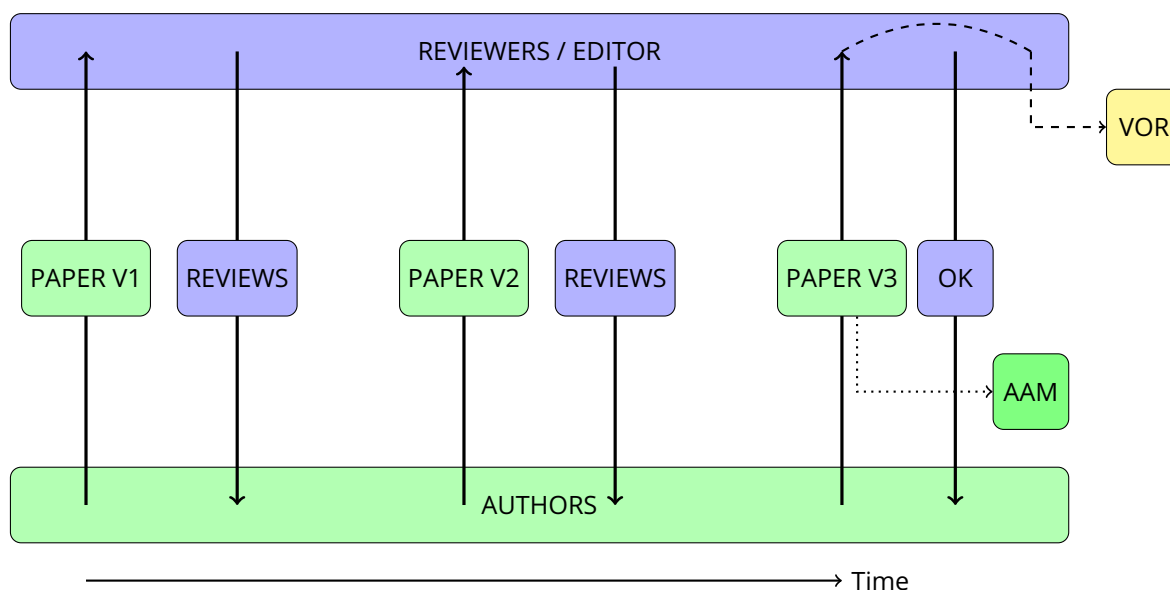 REVIEWERS / EDITOR
VOR
PAPER V1
REVIEWS
PAPER V2
REVIEWS
PAPER V3
OK
AAM
AUTHORS
Time